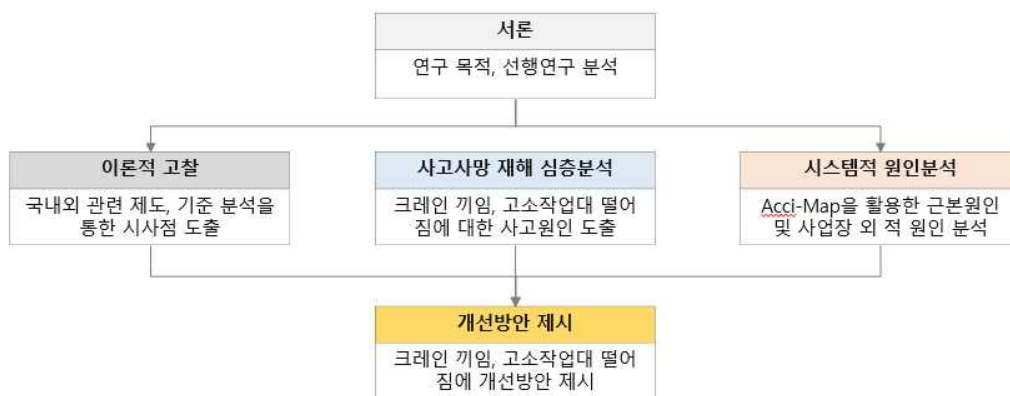 서론
연구 목적, 선행연구 분석
이론적 고찰
국내외 관련 제도, 기준 분석을
통한 시사점 도출
사고사망 재해 심층분석
크레인 끼임, 고소작업대 떨어
짐에 대한 사고원인 도출
시스템적 원인분석
Acci-Map을 활용한 근본원인
및 사업장 외 적 원인 분석
개선방안 제시
크레인 끼임, 고소작업대 떨어
짐에 개선방안 제시